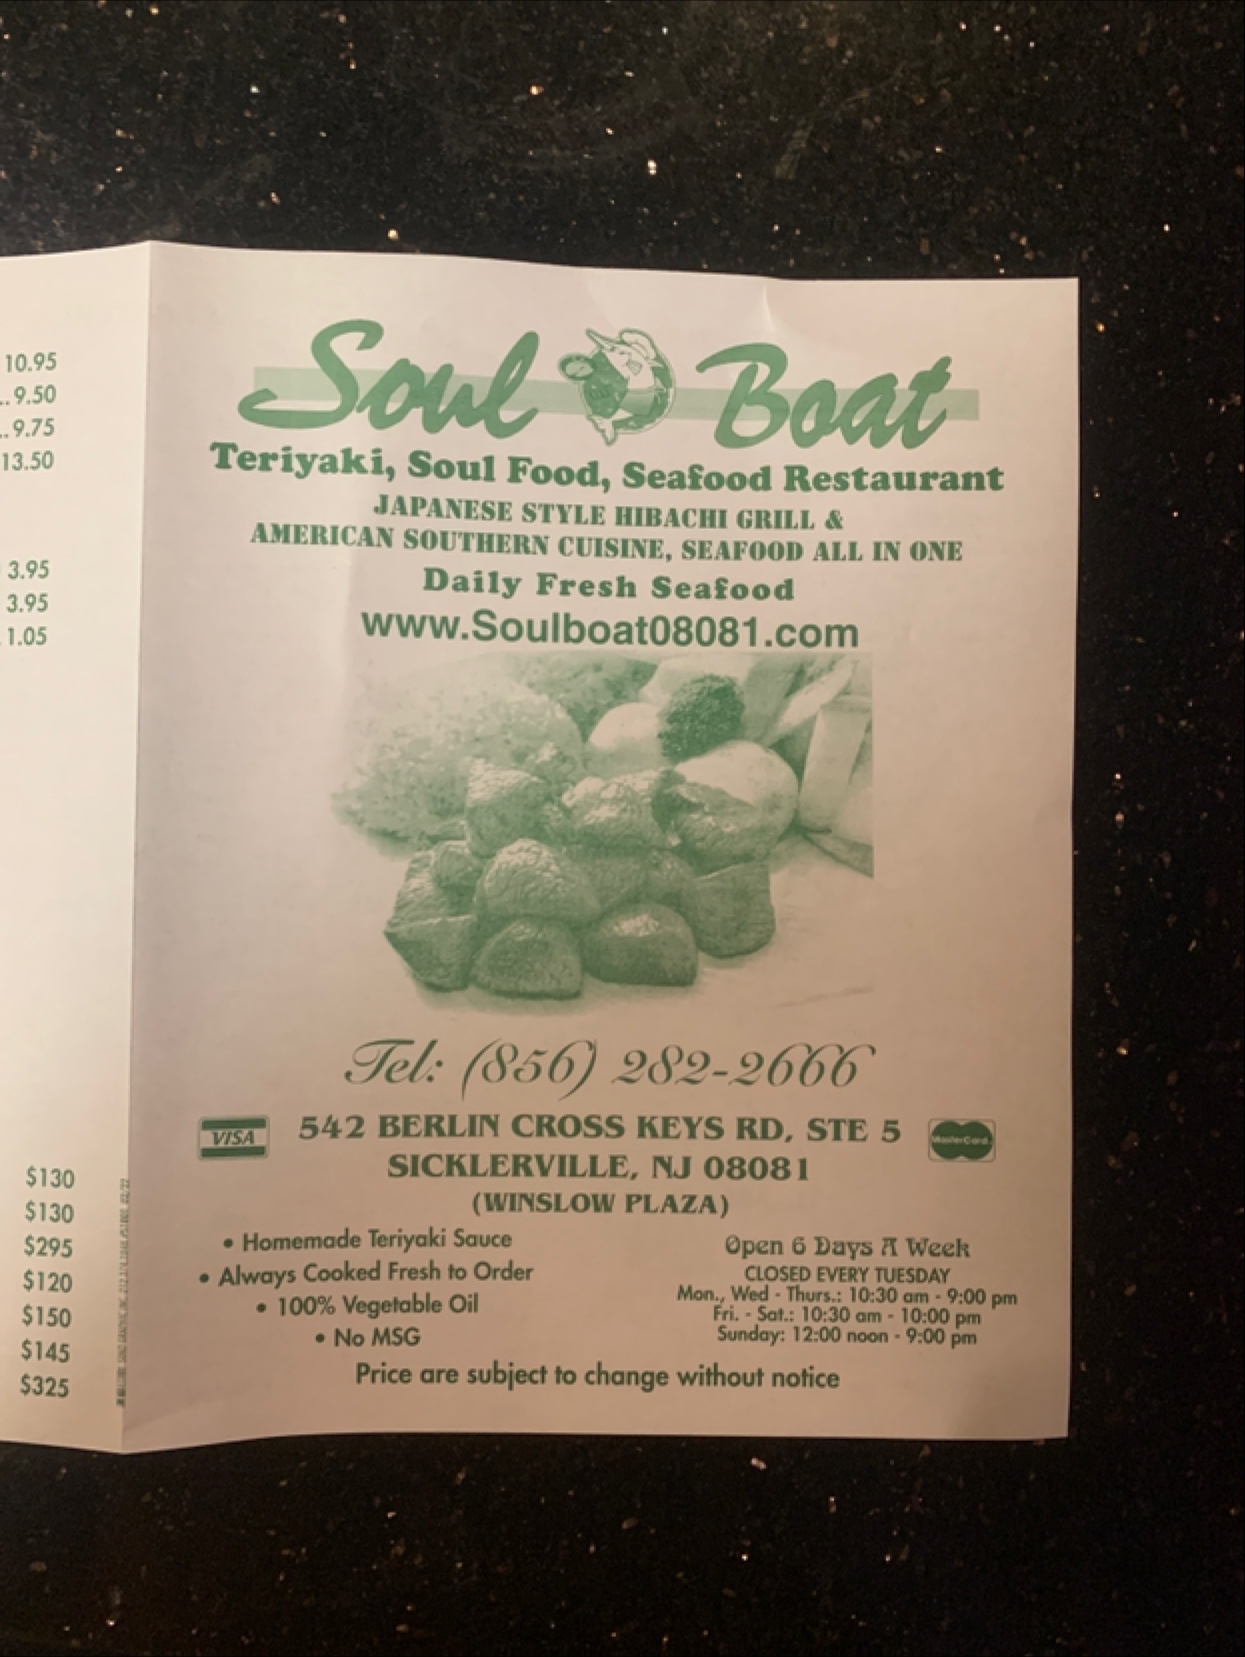 10.95
..9.50
..9.75
13.50
3.95
3.95
1.05
$130
$130
$295
$120
$150
$145
$325
Soul Boat
Teriyaki, Soul Food, Seafood Restaurant
JAPANESE STYLE HIBACHI GRILL &
AMERICAN SOUTHERN CUISINE, SEAFOOD ALL IN ONE
Daily Fresh Seafood
www.Soulboat08081.com
Tel: (856) 282-2666
VISA
542 BERLIN CROSS KEYS RD, STE 5
MasterCard
SICKLERVILLE, NJ 08081
(WINSLOW PLAZA)
• Homemade Teriyaki Sauce
• Always Cooked Fresh to Order
• 100% Vegetable Oil
• No MSG
Open 6 Days A Week
CLOSED EVERY TUESDAY
Mon., Wed - Thurs.: 10:30 am - 9:00 pm
Fri. - Sat.: 10:30 am - 10:00 pm
Sunday: 12:00 noon - 9:00 pm
Price are subject to change without notice